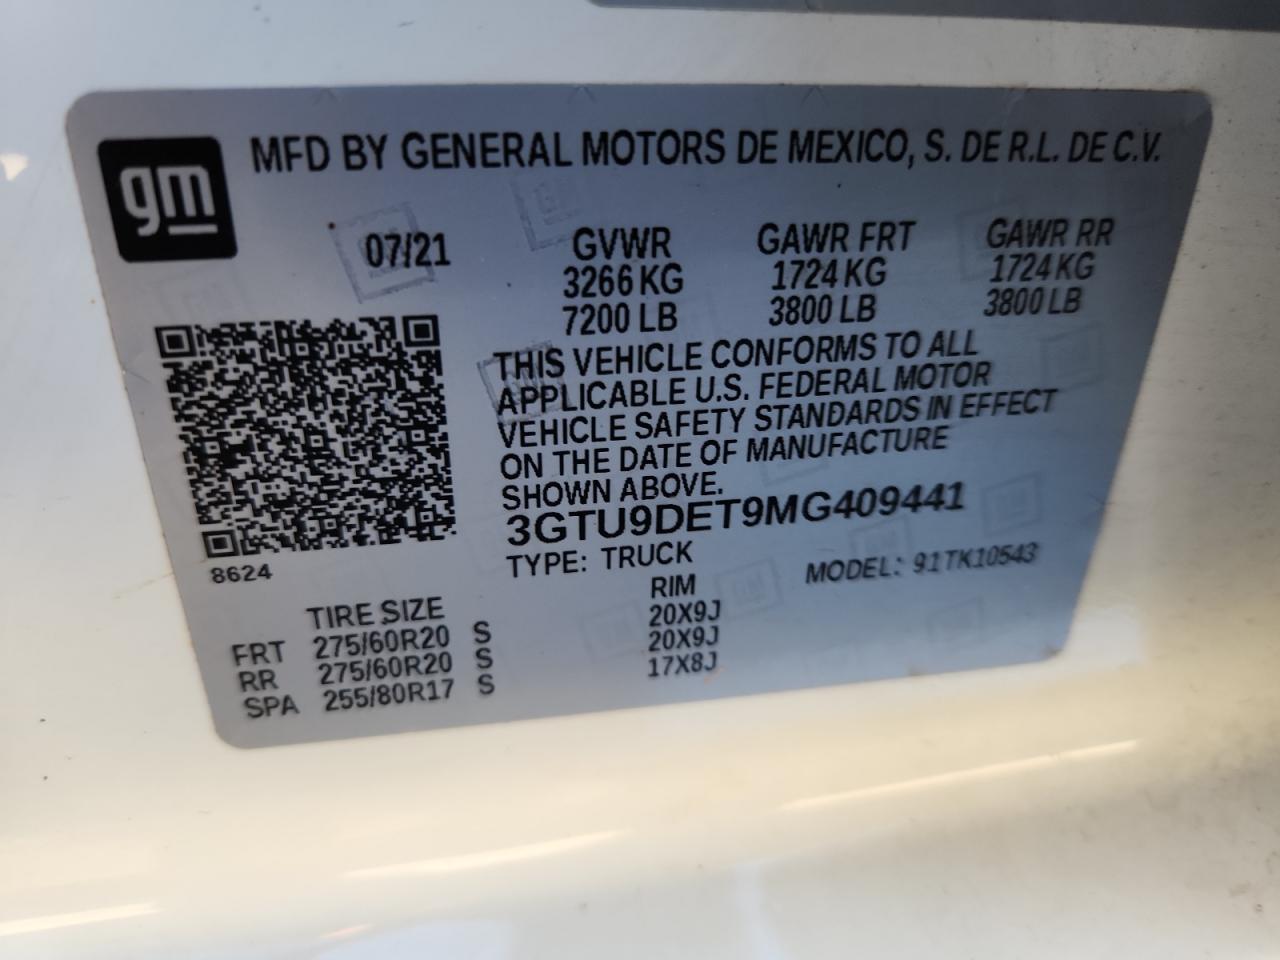 gm
MFD BY GENERAL MOTORS DE MEXICO, S. DE R.L. DE C.V.
07/21 GVWR GAWR FRT GAWR RR
3266 KG 1724 KG 1724 KG
7200 LB 3800 LB 3800 LB
THIS VEHICLE CONFORMS TO ALL
APPLICABLE U.S. FEDERAL MOTOR
VEHICLE SAFETY STANDARDS IN EFFECT
ON THE DATE OF MANUFACTURE
SHOWN ABOVE.
3GTU9DET9MG409441
8624
TYPE: TRUCK MODEL: 91TK10543
TIRE SIZE RIM
FRT 275/60R20 S 20X9J
RR 275/60R20 S 20X9J
SPA 255/80R17 S 17X8J